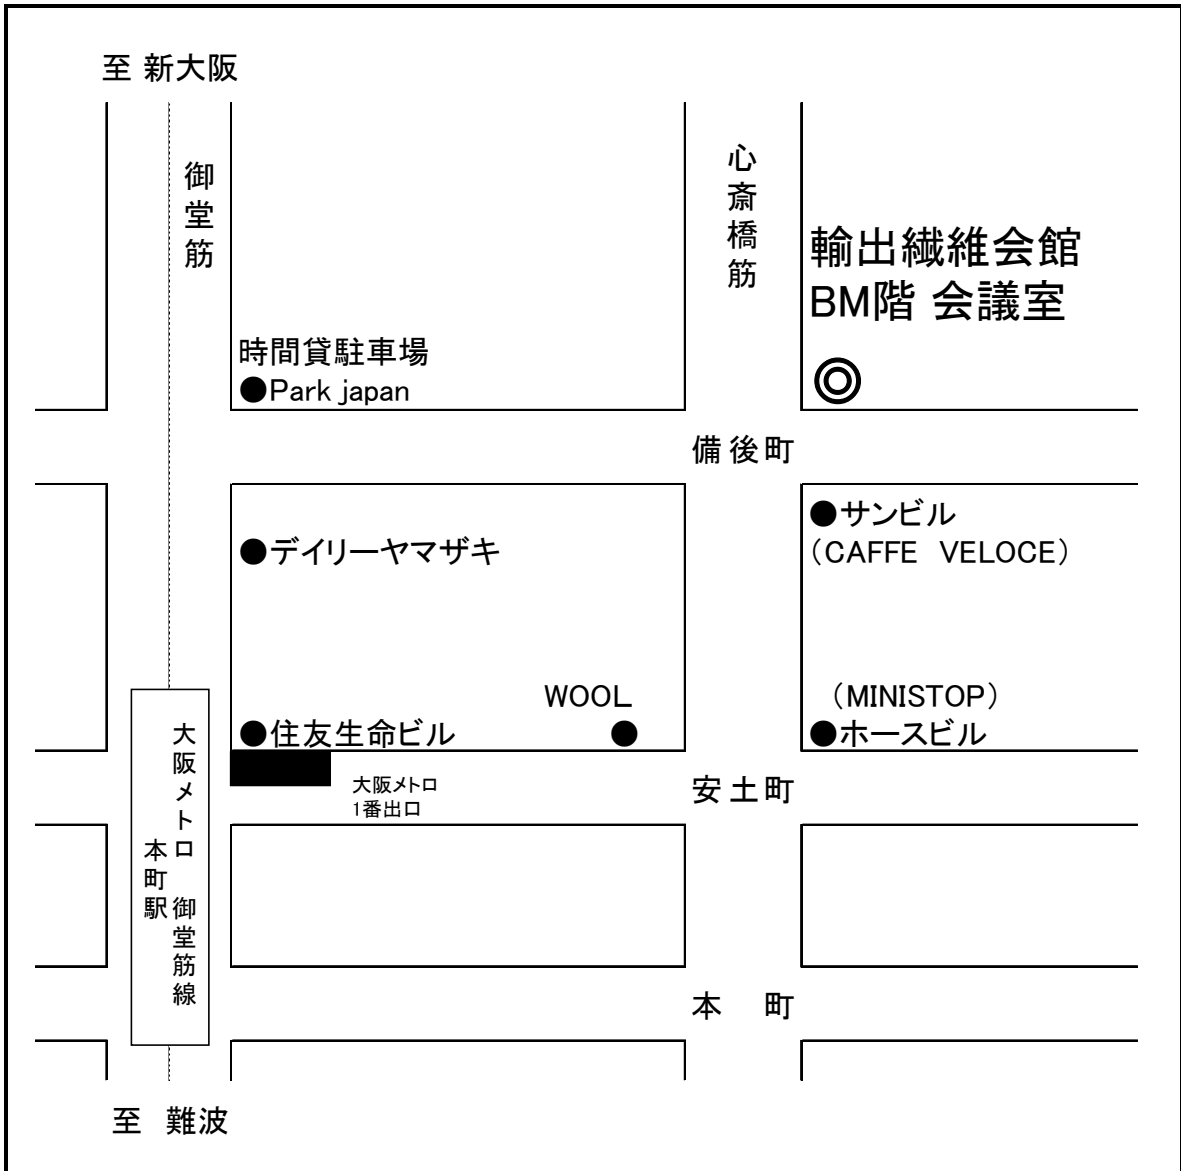 至 新大阪
御堂筋
心斎橋筋
輸出繊維会館
BM階 会議室
時間貸駐車場
●Park japan
備後町
●サンビル
（CAFFE VELOCE）
●デイリーヤマザキ
WOOL
（MINISTOP）
●住友生命ビル
●ホースビル
大阪メトロ
1番出口
安土町
大阪メトロ 御堂筋線
本町駅
本 町
至 難波